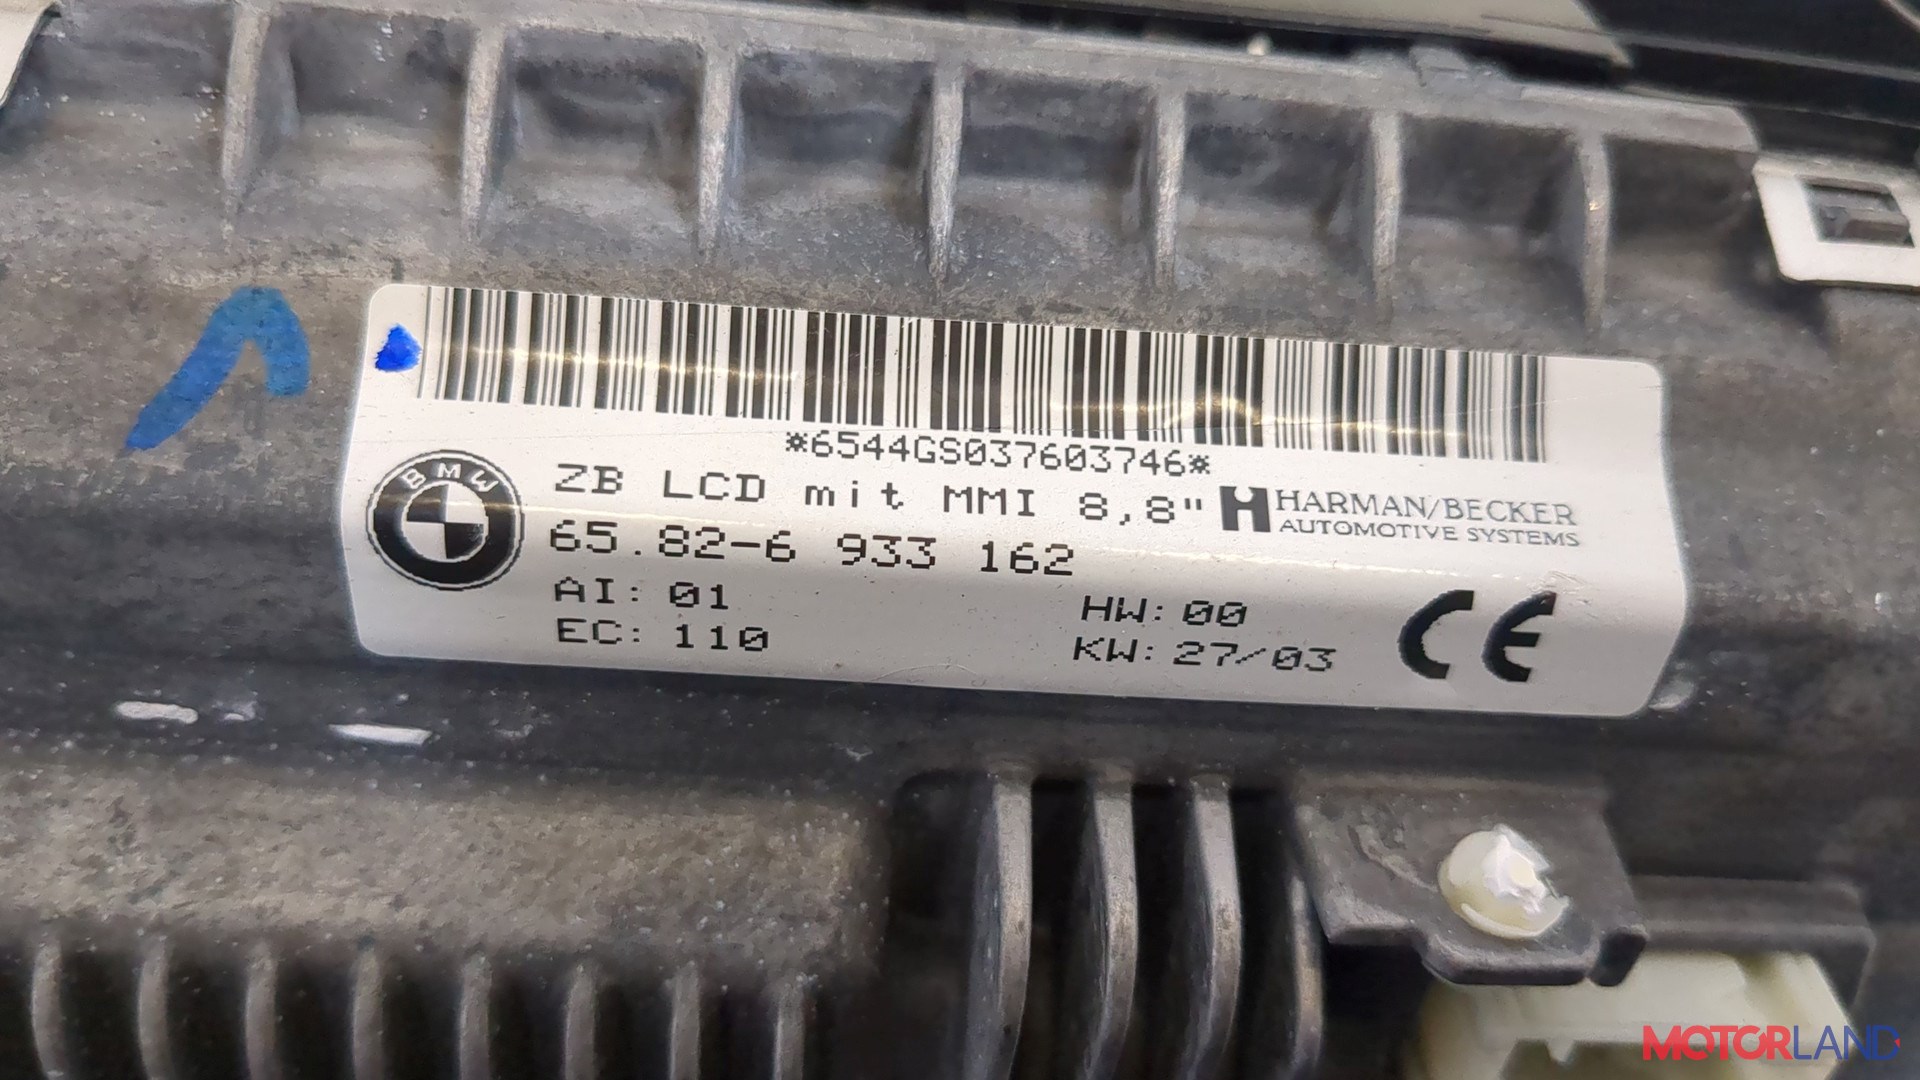 *6544GS037603746*
BMW
ZB LCD mit MMI 8,8"
HARMAN/BECKER
AUTOMOTIVE SYSTEMS
65.82-6 933 162
AI: 01
HW: 00
EC: 110
KW: 27/03
CE
MOTORLAND